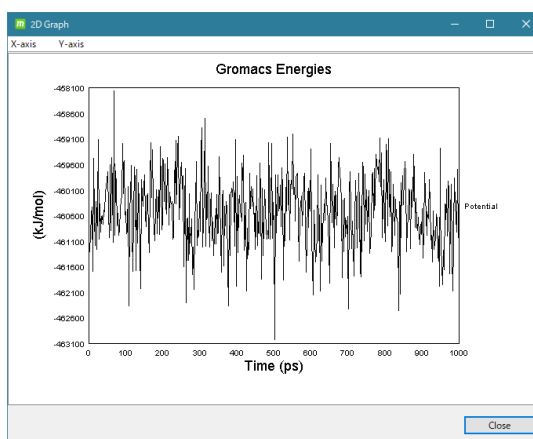 m 2D Graph
X-axis Y-axis
Gromacs Energies
-458100
-458600
-459100
-459600
-460100
-460600
-461100
-461600
-462100
-462600
-463100
(kJ/mol)
Potential
0 100 200 300 400 500 600 700 800 900 1000
Time (ps)
Close